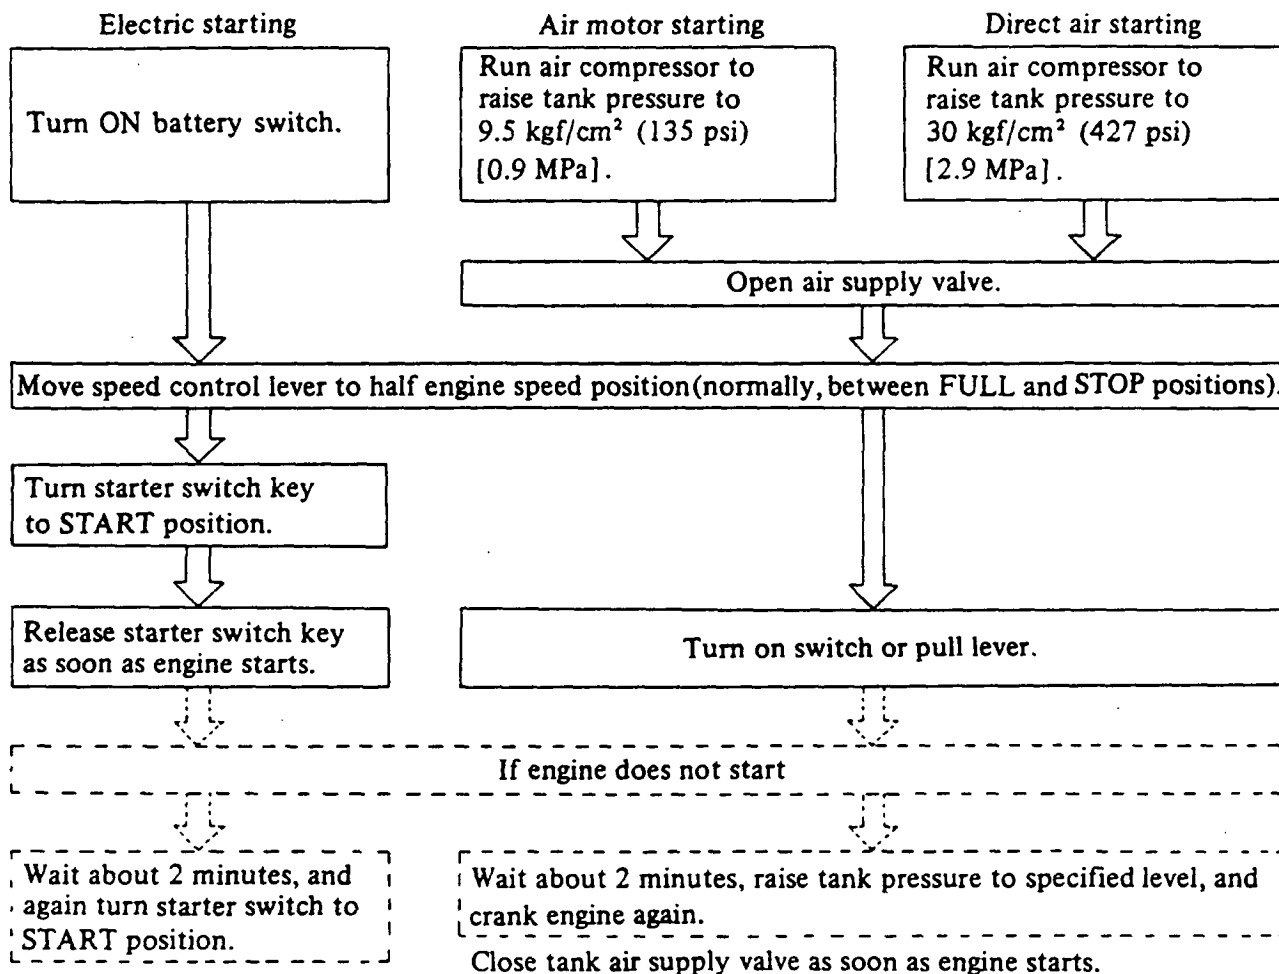 Electric starting
Air motor starting
Direct air starting
Turn ON battery switch.
Run air compressor to
raise tank pressure to
9.5 kgf/cm² (135 psi)
[0.9 MPa].
Run air compressor to
raise tank pressure to
30 kgf/cm² (427 psi)
[2.9 MPa].
Open air supply valve.
Move speed control lever to half engine speed position (normally, between FULL and STOP positions).
Turn starter switch key
to START position.
Release starter switch key
as soon as engine starts.
Turn on switch or pull lever.
If engine does not start
Wait about 2 minutes, and
again turn starter switch to
START position.
Wait about 2 minutes, raise tank pressure to specified level, and
crank engine again.
Close tank air supply valve as soon as engine starts.